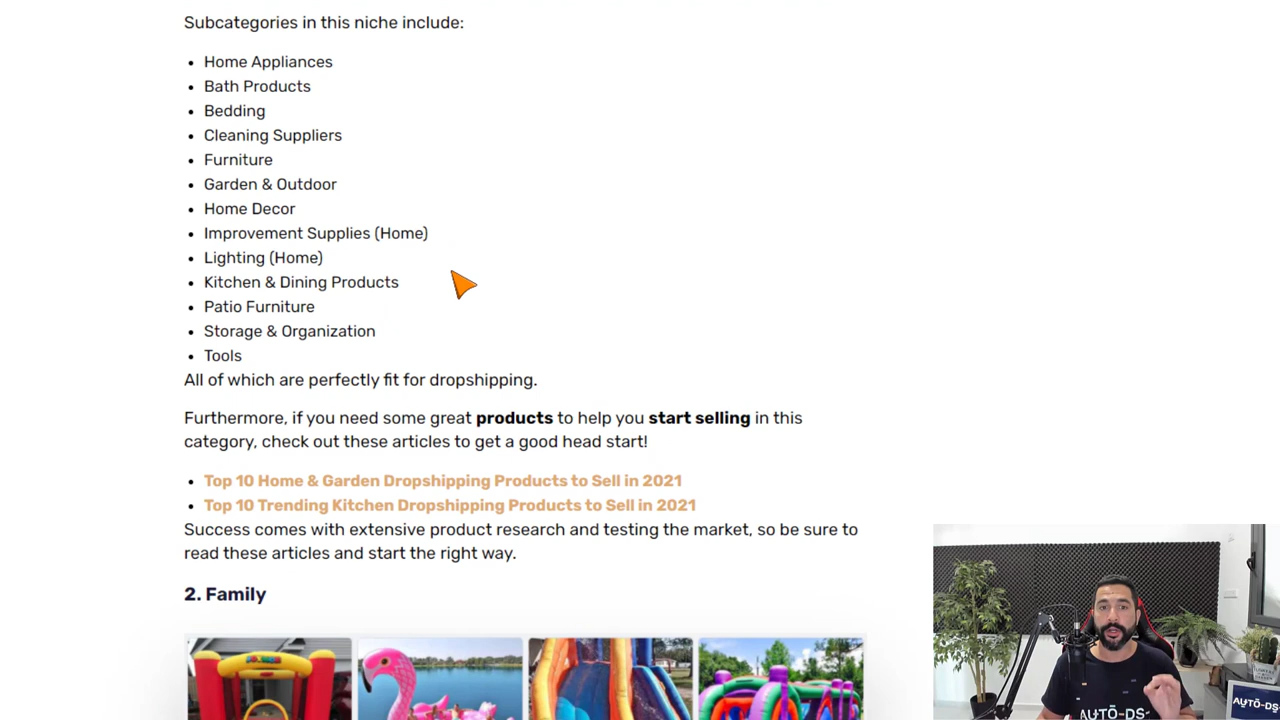 Subcategories in this niche include:
Home Appliances
Bath Products
Bedding
Cleaning Suppliers
Furniture
Garden & Outdoor
Home Decor
Improvement Supplies (Home)
Lighting (Home)
Kitchen & Dining Products
Patio Furniture
Storage & Organization
Tools
All of which are perfectly fit for dropshipping.
Furthermore, if you need some great products to help you start selling in this
category, check out these articles to get a good head start!
Top 10 Home & Garden Dropshipping Products to Sell in 2021
Top 10 Trending Kitchen Dropshipping Products to Sell in 2021
Success comes with extensive product research and testing the market, so be sure to
read these articles and start the right way.
2. Family
AUTO-DS
AUTO-DS